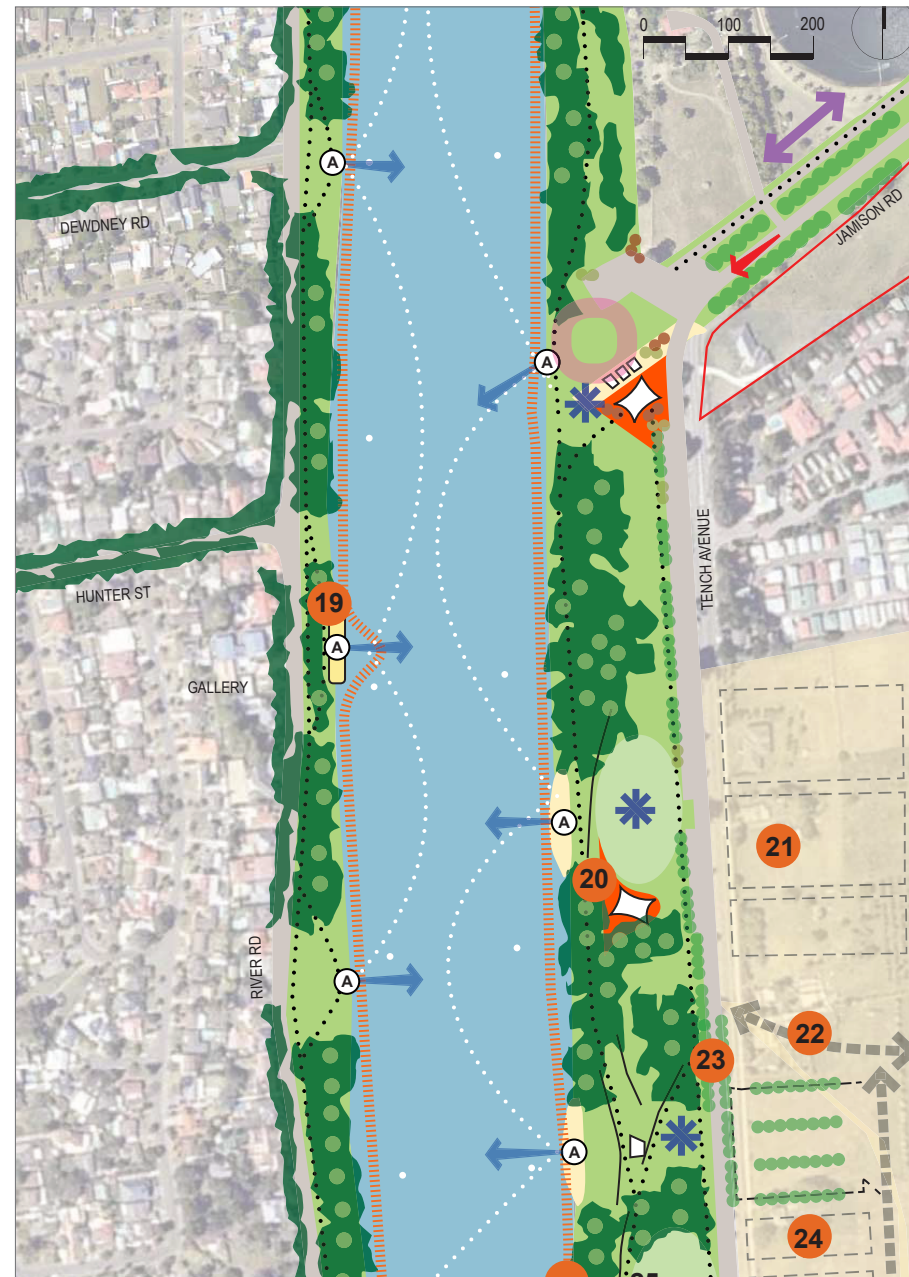 0 100 200
A
DEWDNEY RD
JAMISON RD
A
TENCH AVENUE
HUNTER ST
19
A
GALLERY
A
21
20
RIVER RD
A
22
23
A
24